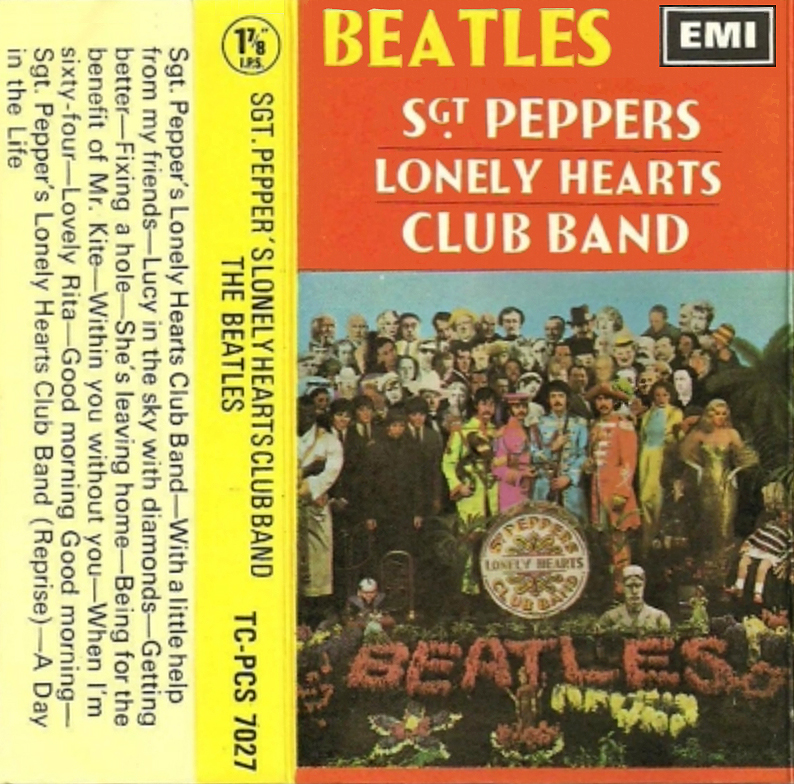 Sgt. Pepper's Lonely Hearts Club Band—With a little help
from my friends—Lucy in the sky with diamonds—Getting
better—Fixing a hole—She's leaving home—Being for the
benefit of Mr. Kite—Within you without you—When I'm
sixty-four—Lovely Rita—Good morning Good morning—
Sgt. Pepper's Lonely Hearts Club Band (Reprise)—A Day
in the Life
1⅞"
I.P.S.
SGT. PEPPER'S LONELY HEARTS CLUB BAND TC-PCS 7027
THE BEATLES
BEATLES
EMI
SGT PEPPERS
LONELY HEARTS
CLUB BAND
SGT PEPPERS
LONELY HEARTS
CLUB BAND
BEATLES